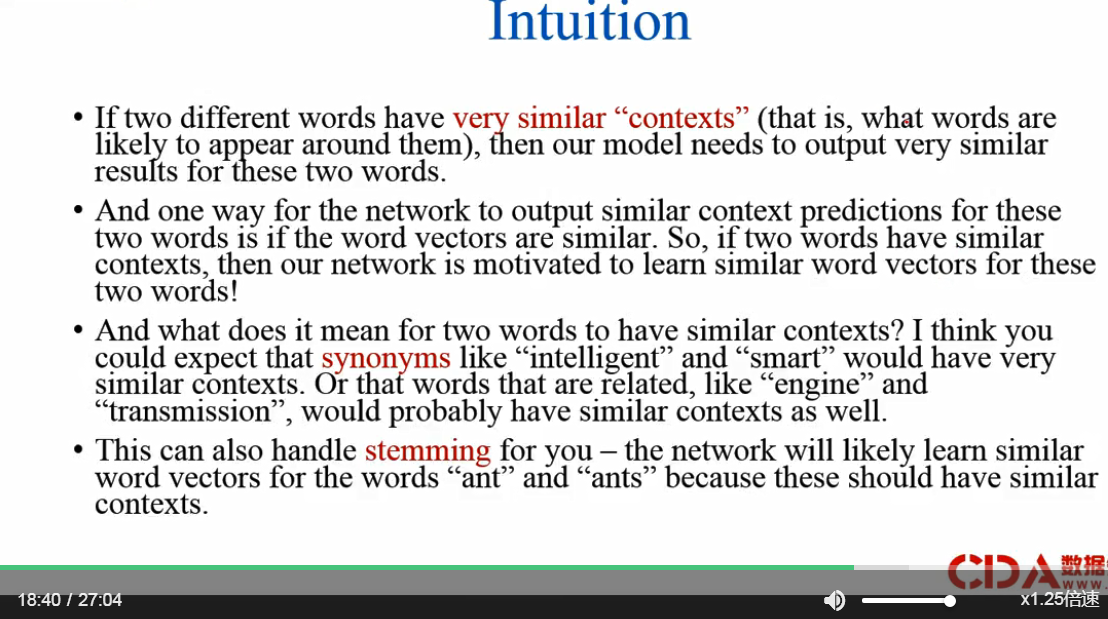 Intuition
• If two different words have very similar “contexts” (that is, what words are
likely to appear around them), then our model needs to output very similar
results for these two words.
• And one way for the network to output similar context predictions for these
two words is if the word vectors are similar. So, if two words have similar
contexts, then our network is motivated to learn similar word vectors for these
two words!
• And what does it mean for two words to have similar contexts? I think you
could expect that synonyms like “intelligent” and “smart” would have very
similar contexts. Or that words that are related, like “engine” and
“transmission”, would probably have similar contexts as well.
• This can also handle stemming for you – the network will likely learn similar
word vectors for the words “ant” and “ants” because these should have similar
contexts.
CDA 数据
www.
18:40 / 27:04
x1.25倍速